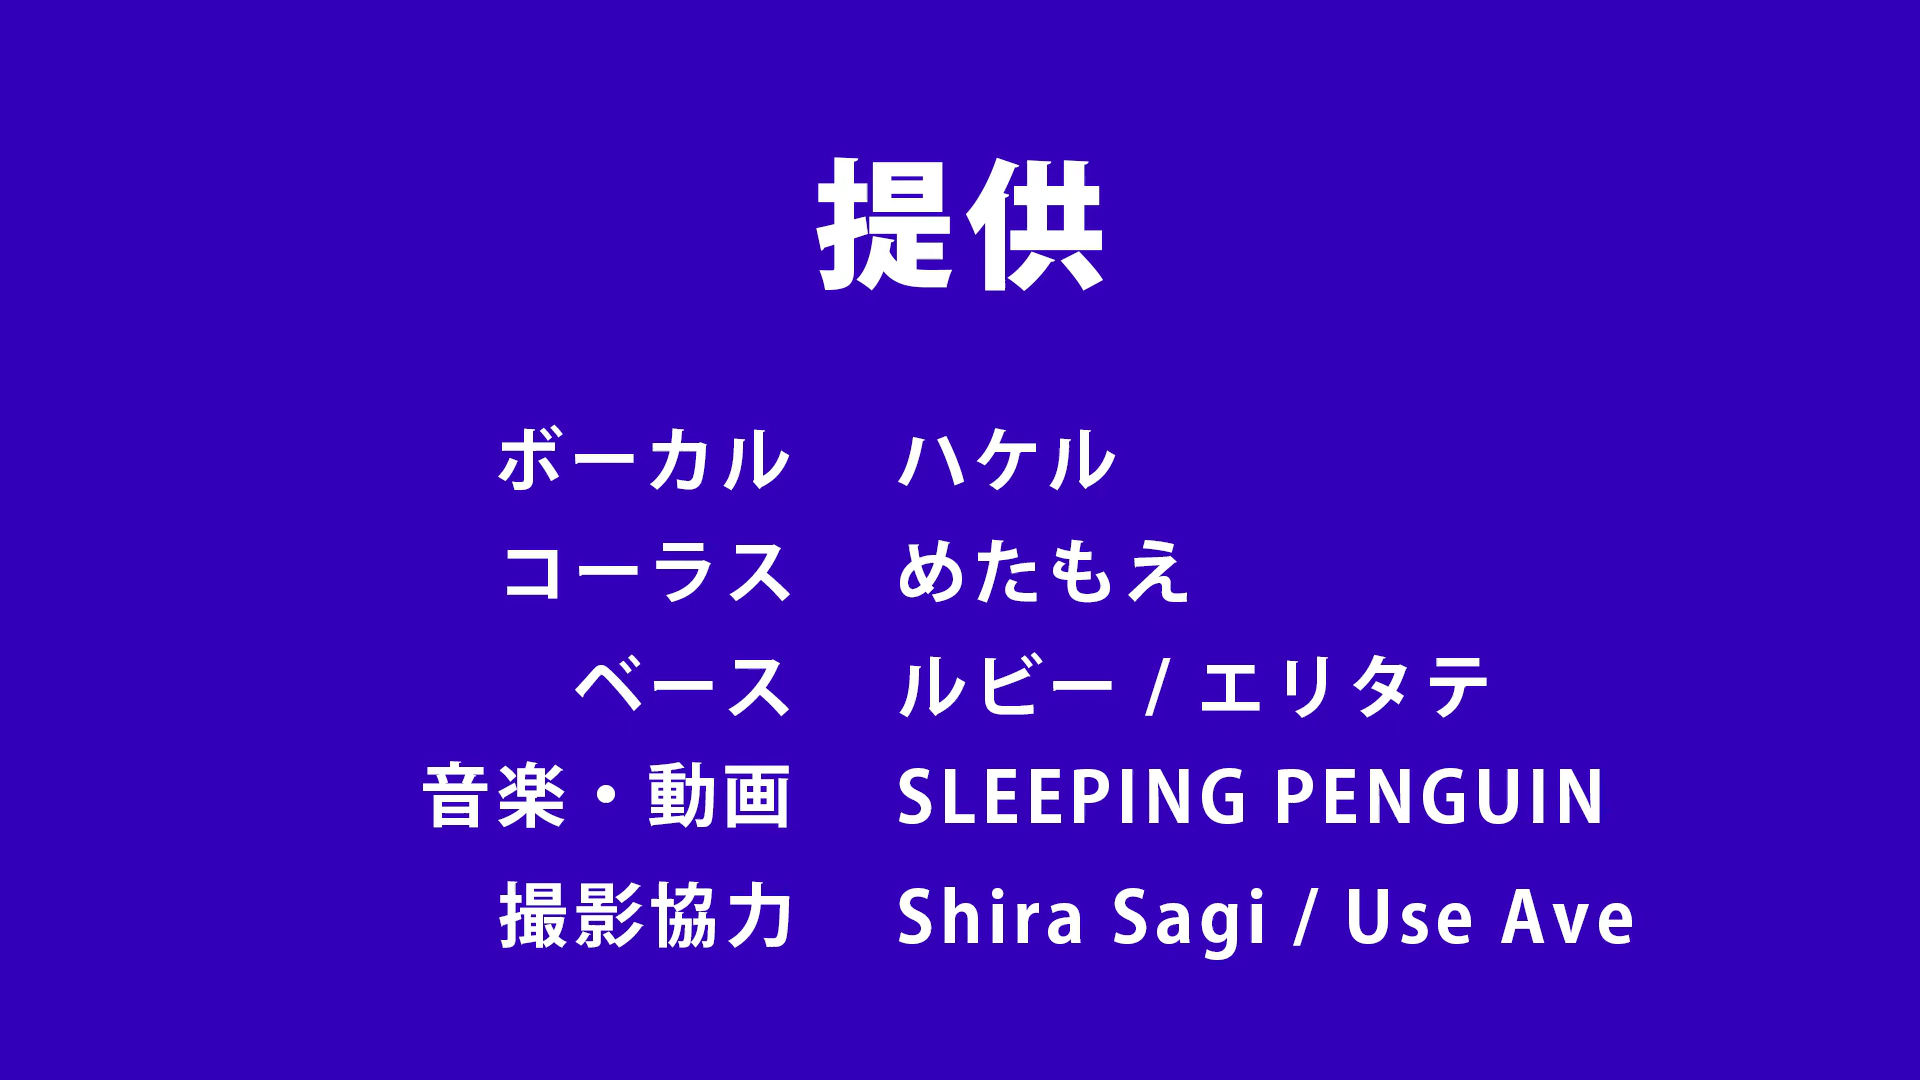 提供
ボーカル ハケル
コーラス めたもえ
ベース ルビー / エリタテ
音楽・動画 SLEEPING PENGUIN
撮影協力 Shira Sagi / Use Ave